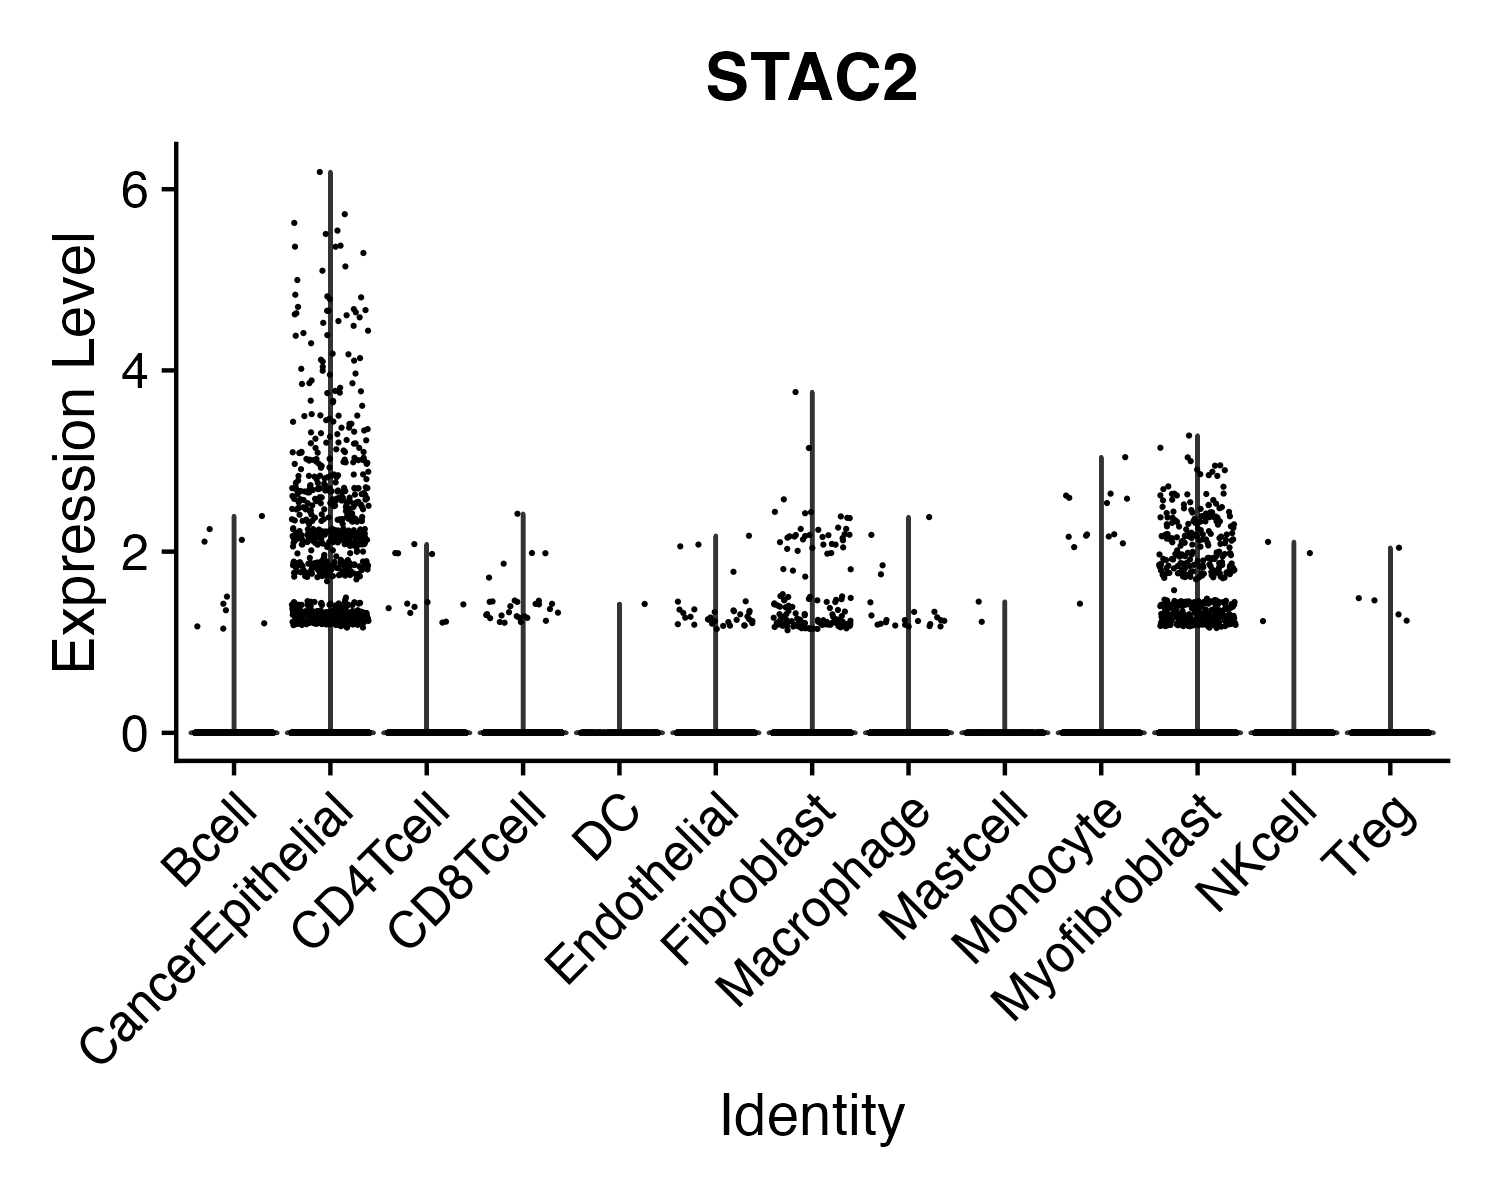 STAC2
Expression Level
6
4
2
0
Bcell
CancerEpithelial
CD4Tcell
CD8Tcell
DC
Endothelial
Fibroblast
Macrophage
Mastcell
Monocyte
Myofibroblast
NKcell
Treg
Identity